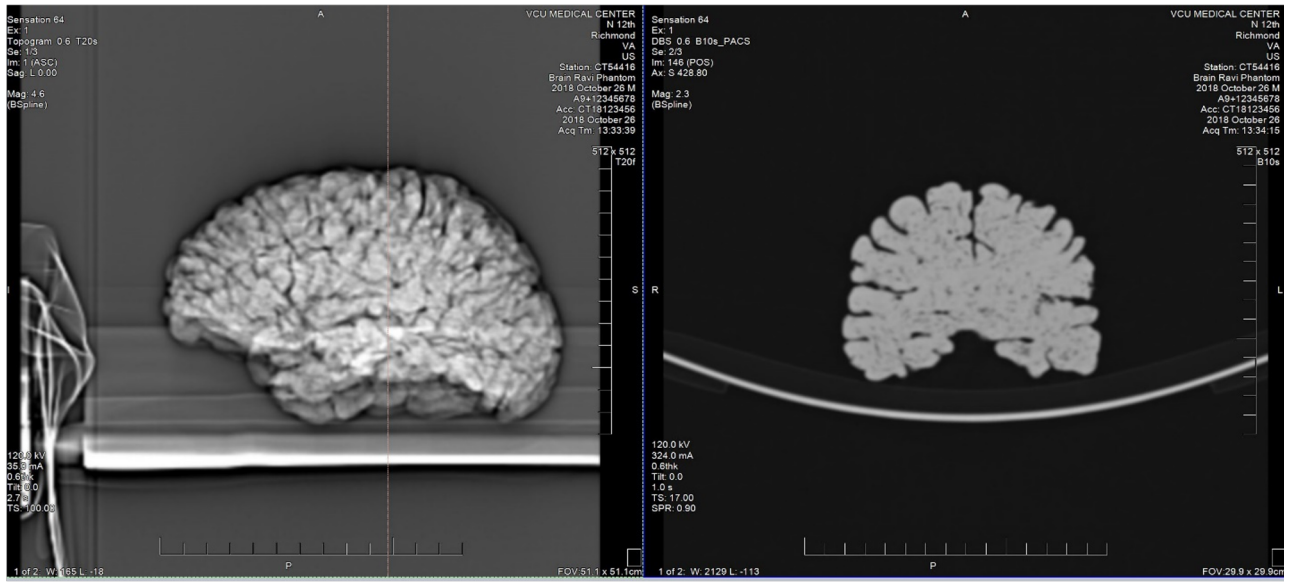 Sensation 64
Ex: 1
Topogram 0.6 T20s
Se: 1/3
Im: 1 (ASC)
Sag: L 0.00
Mag: 4.6
(BSpline)
A
VCU MEDICAL CENTER
N 12th
Richmond
VA
US
Station: CT54416
Brain Ravi Phantom
2018 October 26 M
A9+12345678
Acc: CT18123456
2018 October 26
Acq Tm: 13:33:39
512 x 512
T20f
I
S
120.0 kV
35.0 mA
0.6thk
Tilt: 0.0
2.7 s
TS: 100.00
P
1 of 2 W: 165 L: -18
FOV:51.1 x 51.1cm
Sensation 64
Ex: 1
DBS 0.6 B10s_PACS
Se: 2/3
Im: 146 (POS)
Ax: S 428.80
Mag: 2.3
(BSpline)
A
VCU MEDICAL CENTER
N 12th
Richmond
VA
US
Station: CT54416
Brain Ravi Phantom
2018 October 26 M
A9+12345678
Acc: CT18123456
2018 October 26
Acq Tm: 13:34:15
512 x 512
B10s
R
L
120.0 kV
324.0 mA
0.6thk
Tilt: 0.0
1.0 s
TS: 17.00
SPR: 0.90
P
1 of 2: W: 2129 L: -113
FOV:29.9 x 29.9cm